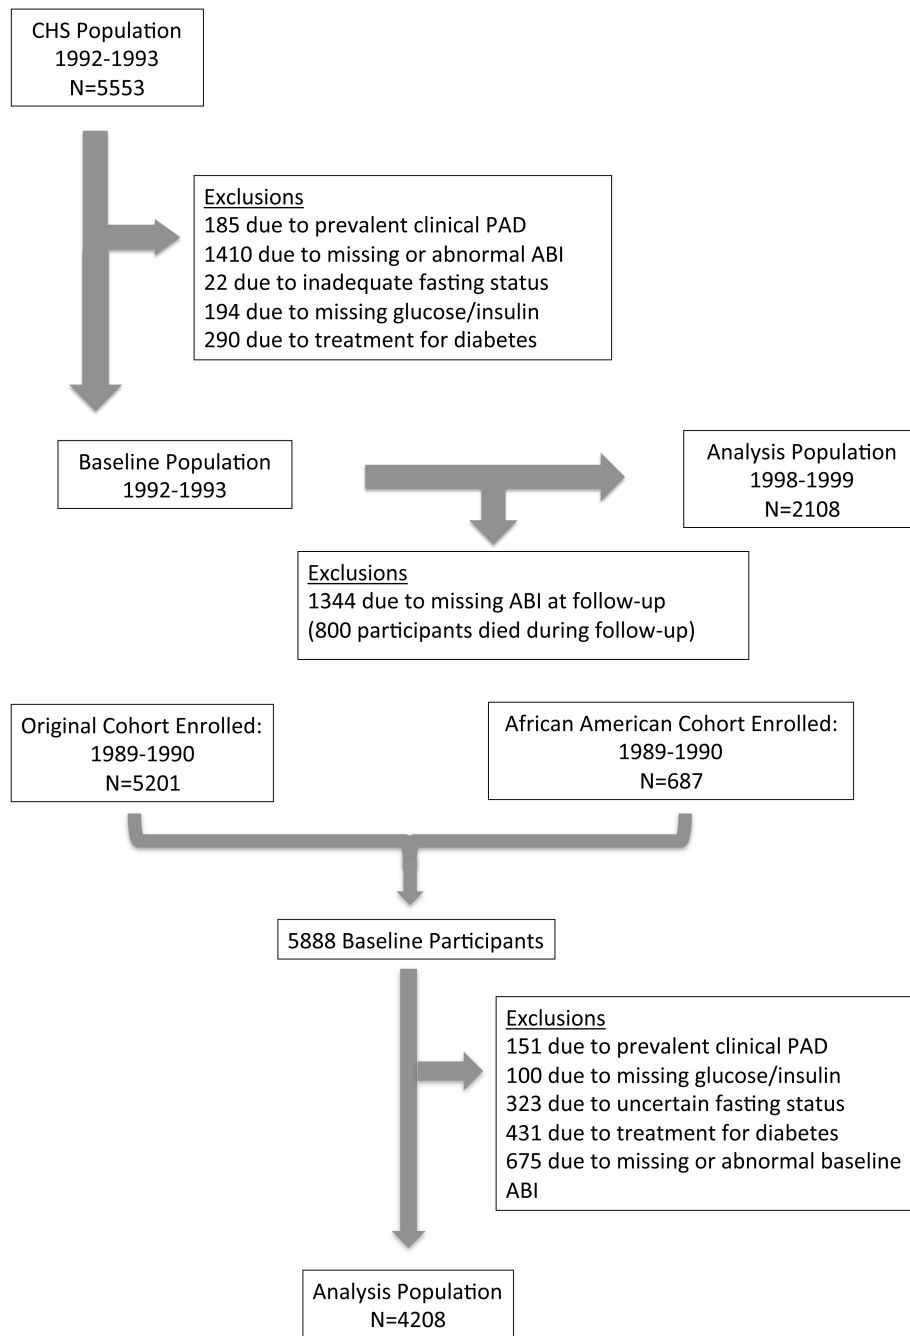 CHS Population
1992-1993
N=5553
Exclusions
185 due to prevalent clinical PAD
1410 due to missing or abnormal ABI
22 due to inadequate fasting status
194 due to missing glucose/insulin
290 due to treatment for diabetes
Baseline Population
1992-1993
Analysis Population
1998-1999
N=2108
Exclusions
1344 due to missing ABI at follow-up
(800 participants died during follow-up)
Original Cohort Enrolled:
1989-1990
N=5201
African American Cohort Enrolled:
1989-1990
N=687
5888 Baseline Participants
Exclusions
151 due to prevalent clinical PAD
100 due to missing glucose/insulin
323 due to uncertain fasting status
431 due to treatment for diabetes
675 due to missing or abnormal baseline
ABI
Analysis Population
N=4208